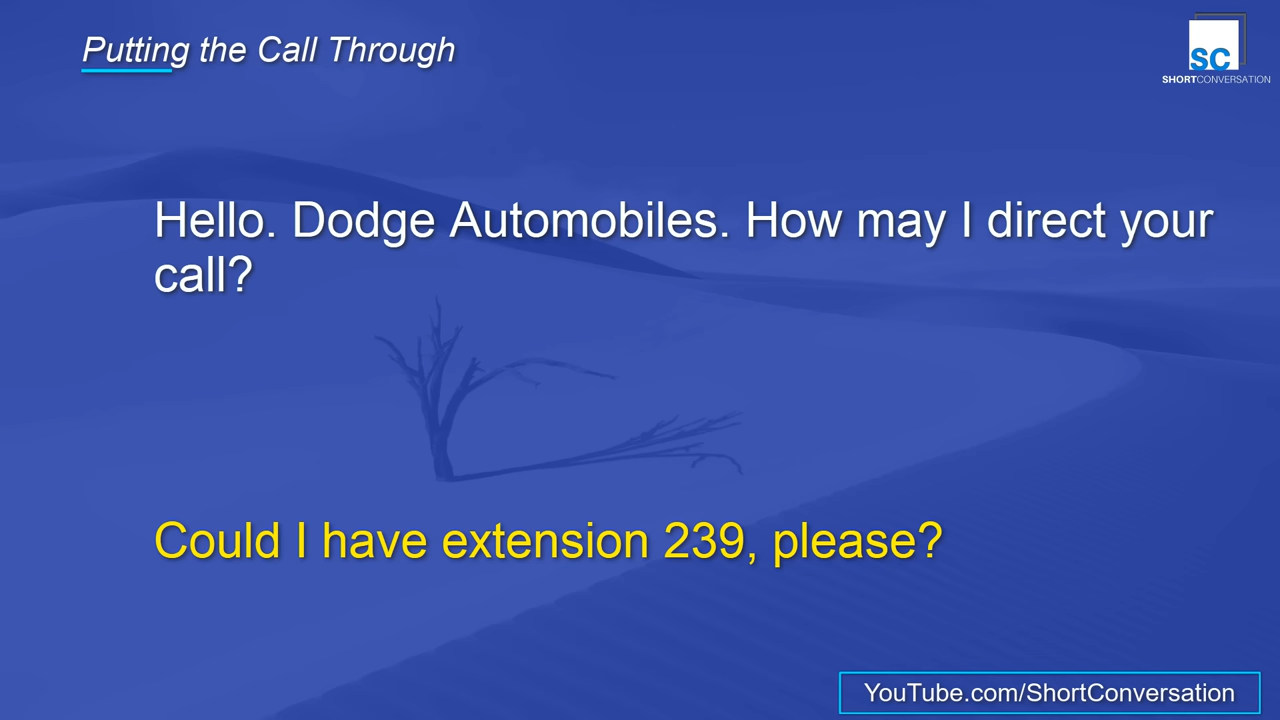 Putting the Call Through
SC
SHORTCONVERSATION
Hello. Dodge Automobiles. How may I direct your
call?
Could I have extension 239, please?
YouTube.com/ShortConversation